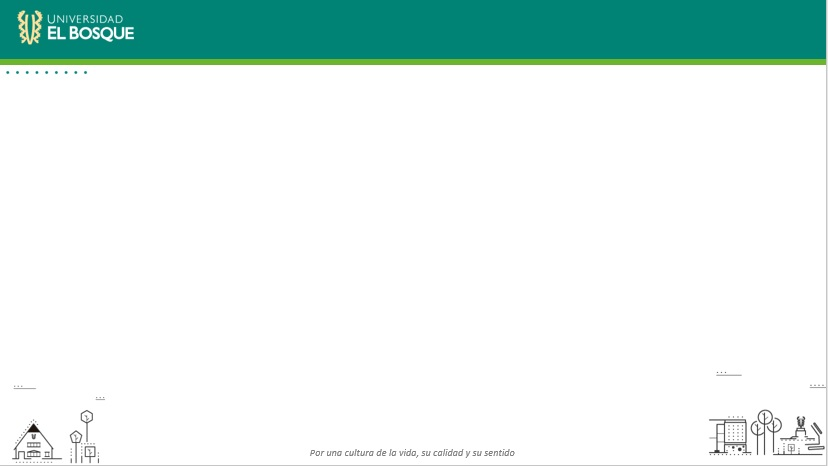 UNIVERSIDAD
EL BOSQUE
Por una cultura de la vida, su calidad y su sentido